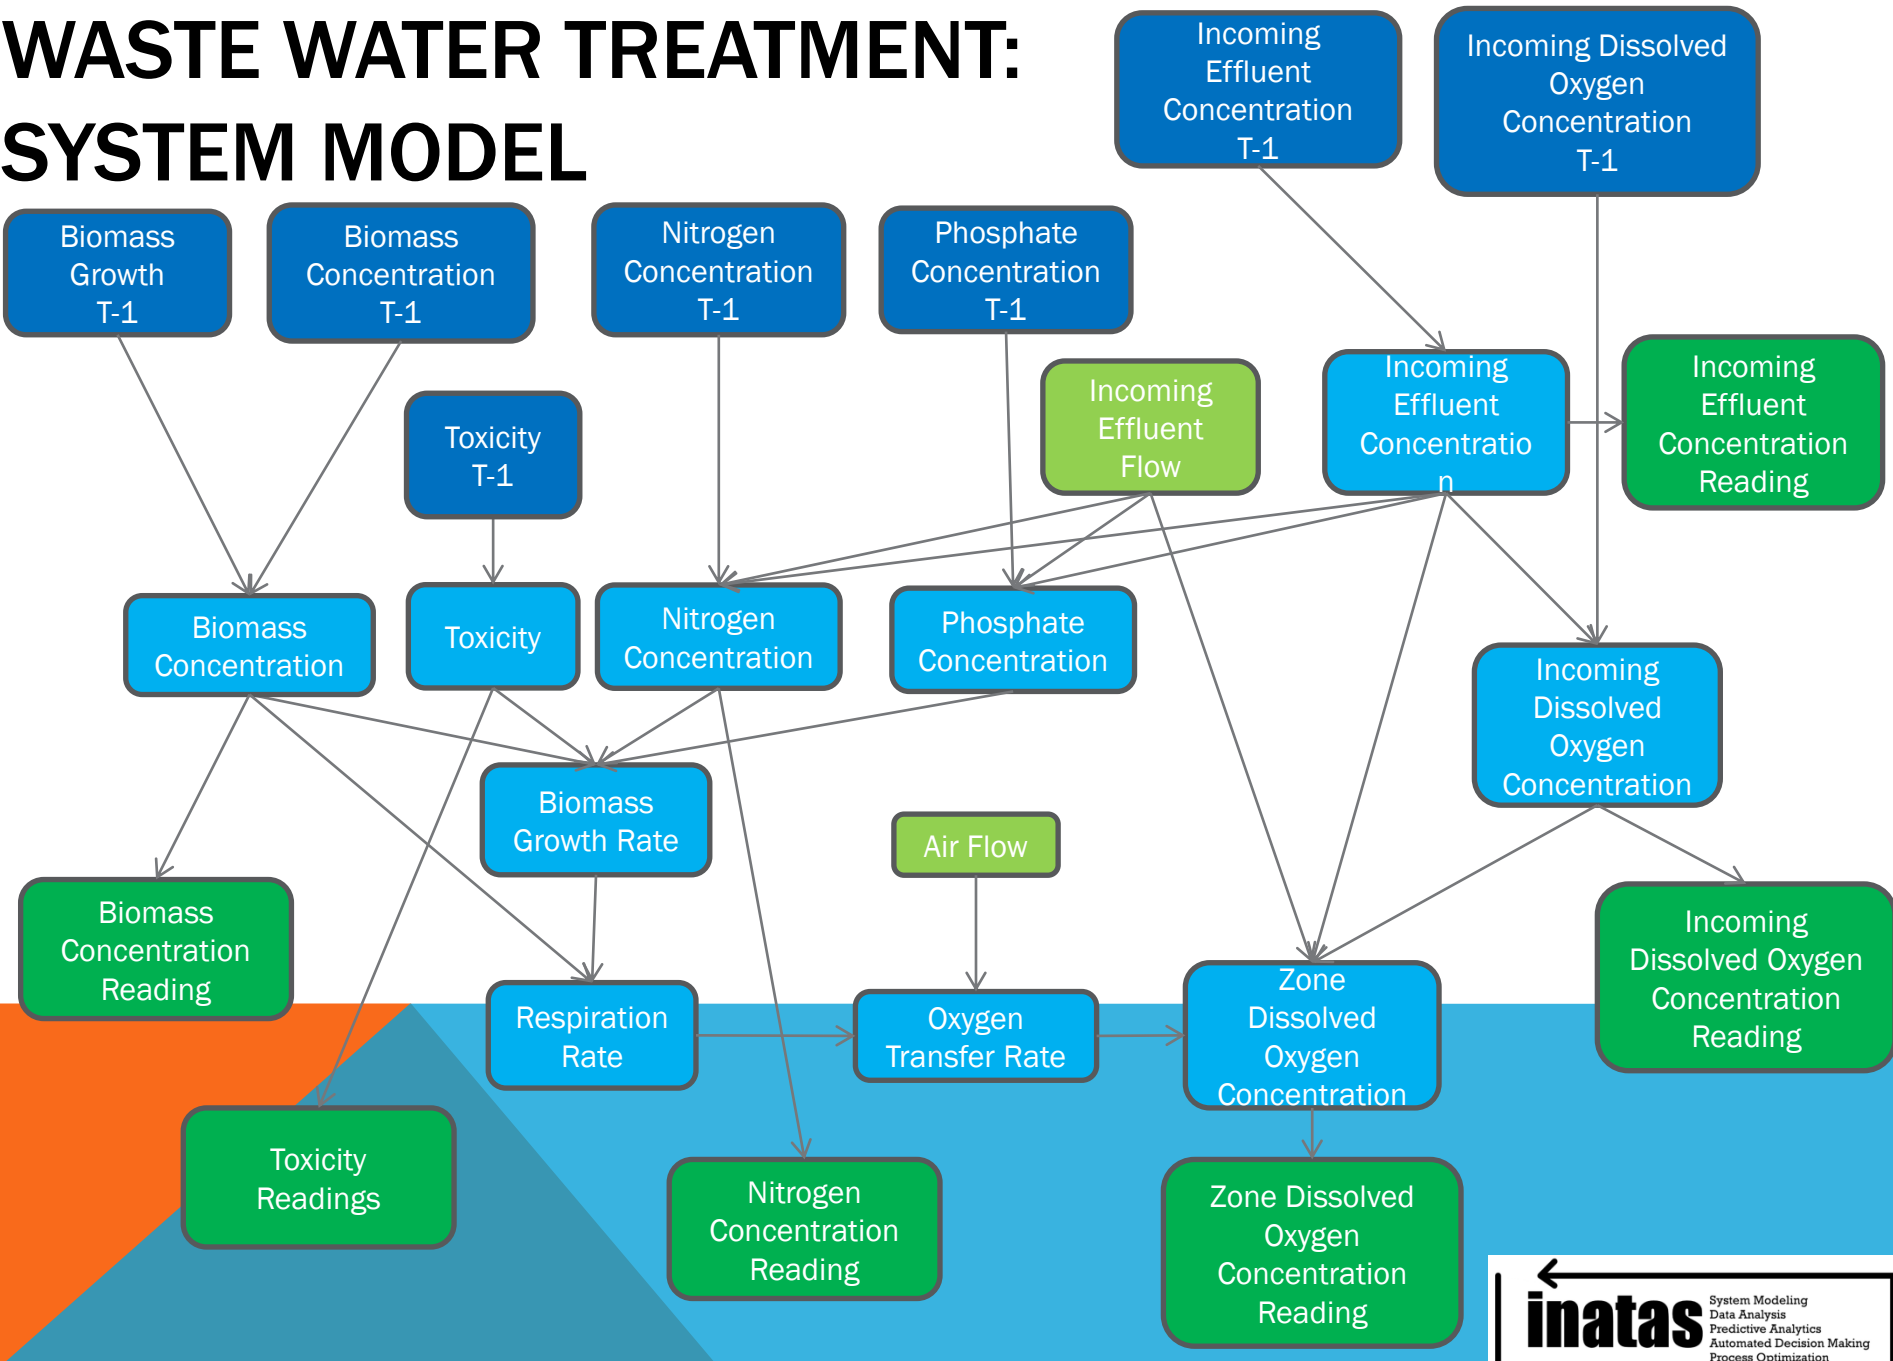 WASTE WATER TREATMENT:
SYSTEM MODEL
Incoming
Effluent
Concentration
T-1
Incoming Dissolved
Oxygen
Concentration
T-1
Biomass
Growth
T-1
Biomass
Concentration
T-1
Nitrogen
Concentration
T-1
Phosphate
Concentration
T-1
Toxicity
T-1
Incoming
Effluent
Flow
Incoming
Effluent
Concentratio
n
Incoming
Effluent
Concentration
Reading
Biomass
Concentration
Toxicity
Nitrogen
Concentration
Phosphate
Concentration
Incoming
Dissolved
Oxygen
Concentration
Biomass
Growth Rate
Air Flow
Biomass
Concentration
Reading
Respiration
Rate
Oxygen
Transfer Rate
Zone
Dissolved
Oxygen
Concentration
Incoming
Dissolved Oxygen
Concentration
Reading
Toxicity
Readings
Nitrogen
Concentration
Reading
Zone Dissolved
Oxygen
Concentration
Reading
inatas
System Modeling
Data Analysis
Predictive Analytics
Automated Decision Making
Process Optimization